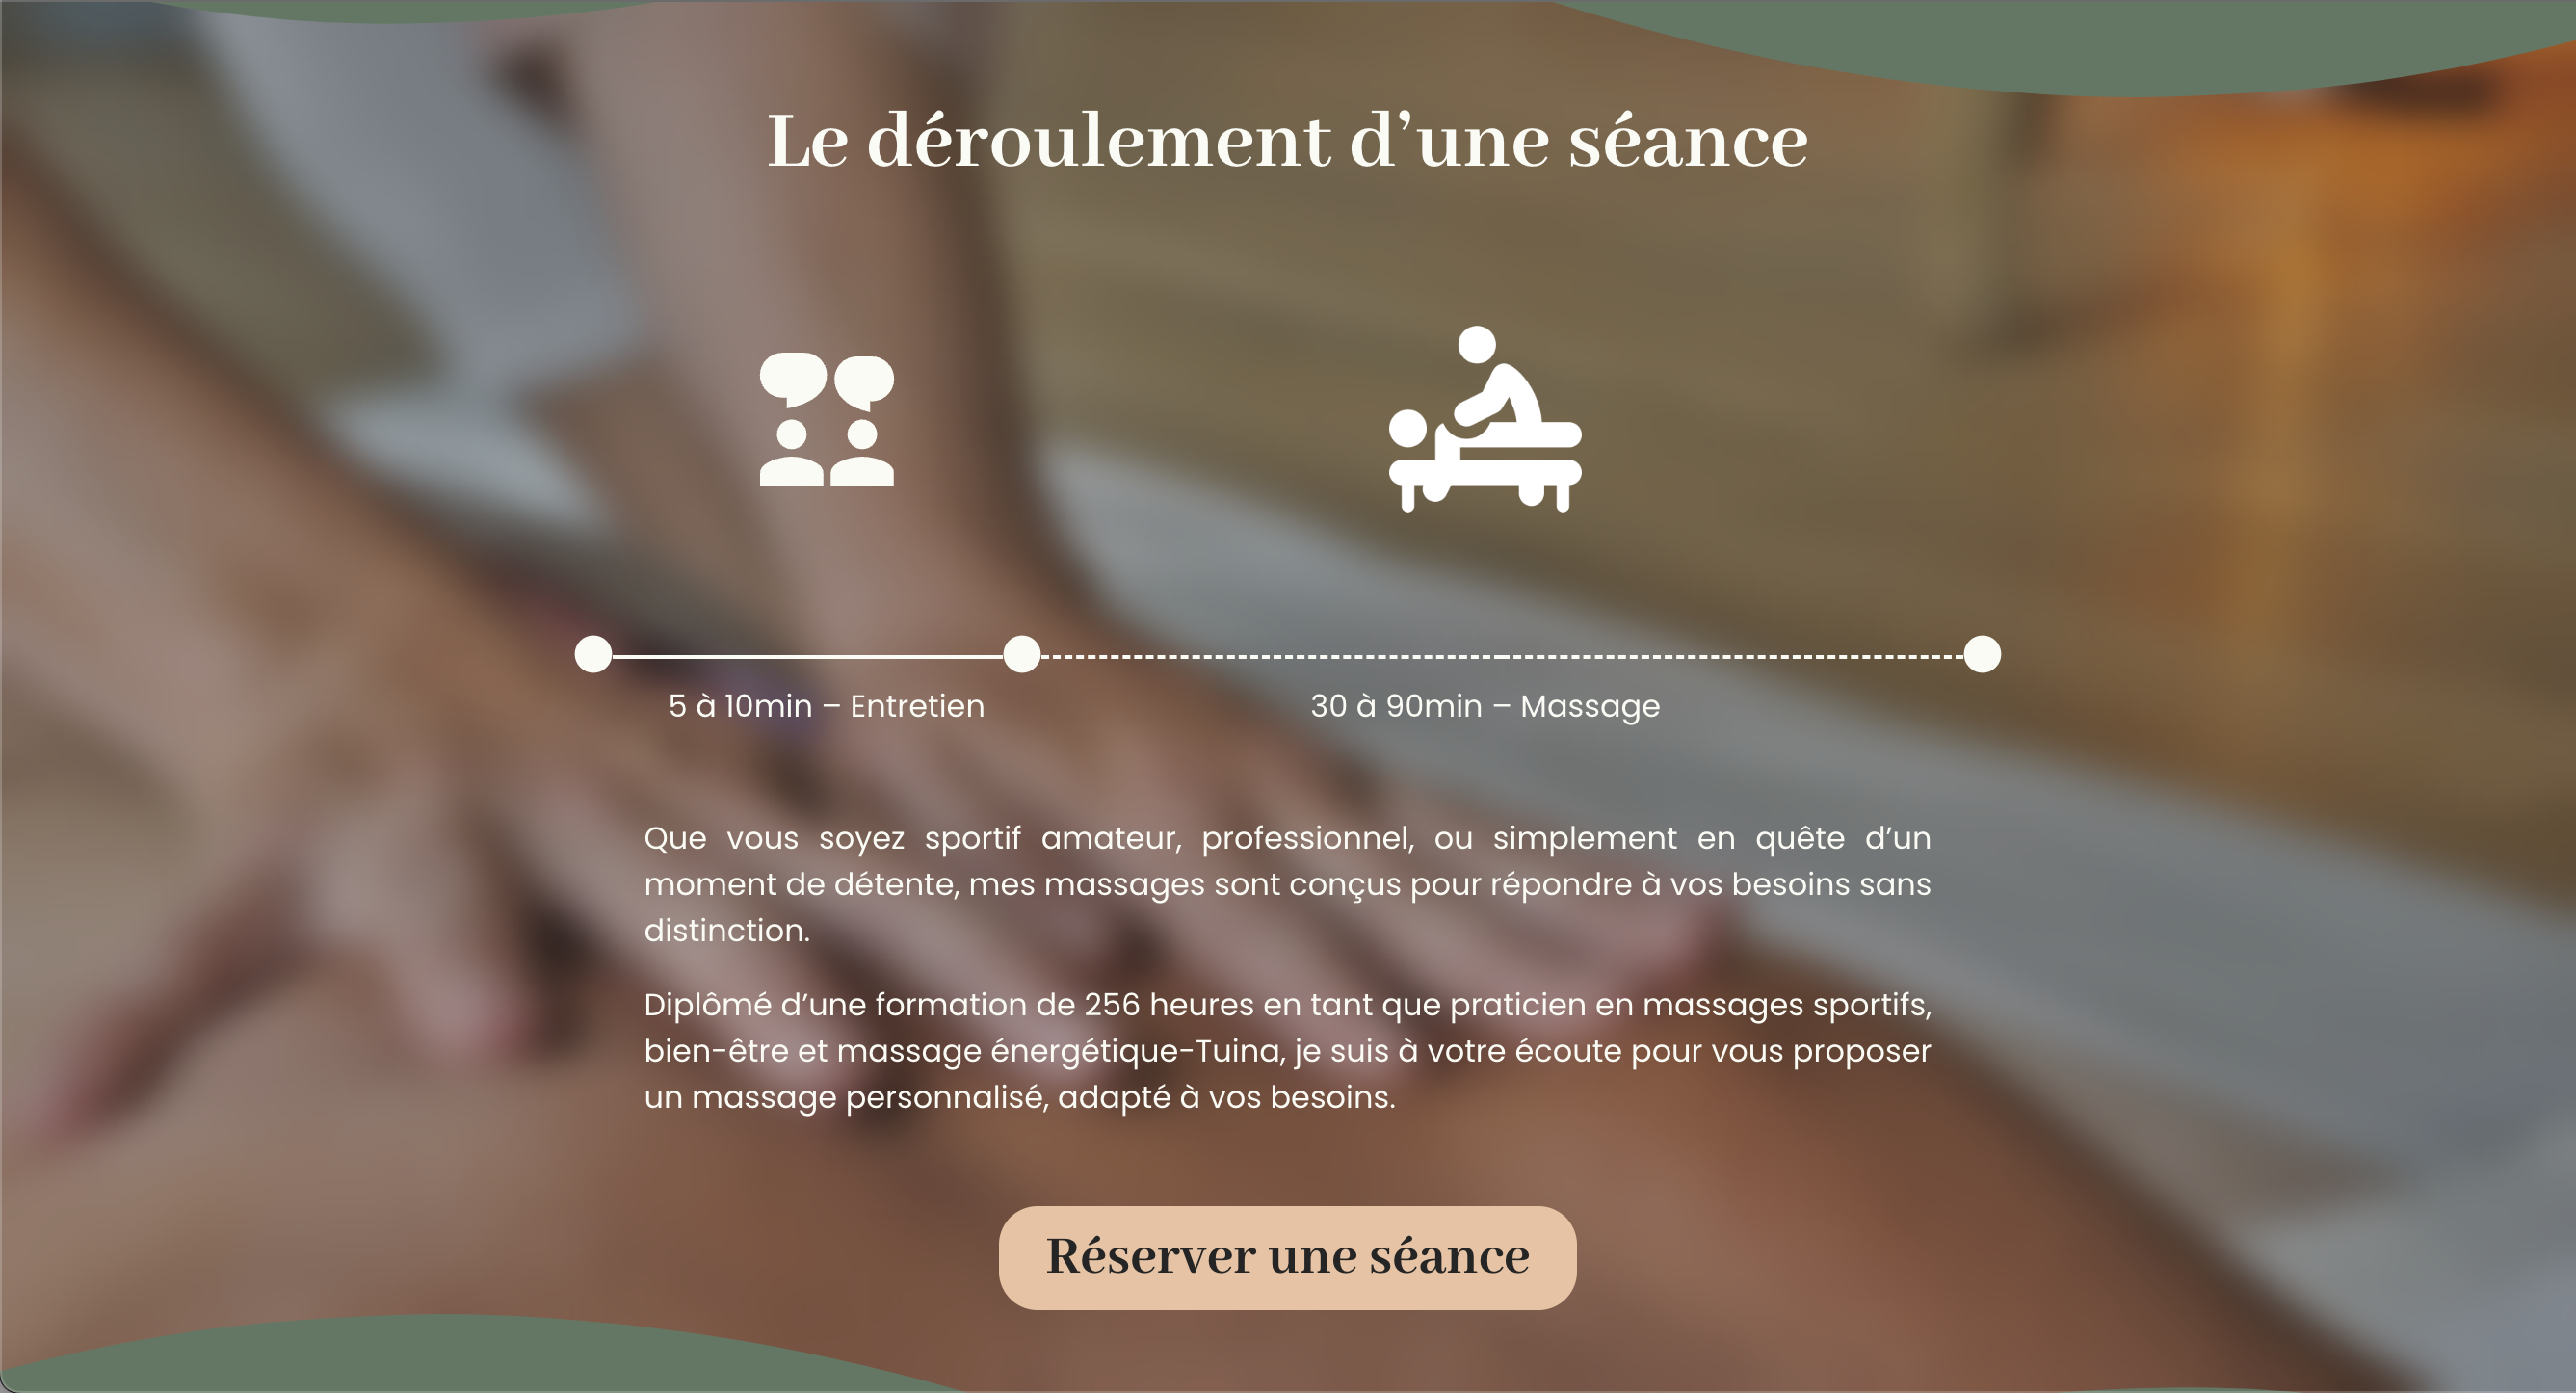 Le déroulement d’une séance
5 à 10min – Entretien
30 à 90min – Massage
Que vous soyez sportif amateur, professionnel, ou simplement en quête d’un
moment de détente, mes massages sont conçus pour répondre à vos besoins sans
distinction.
Diplômé d’une formation de 256 heures en tant que praticien en massages sportifs,
bien-être et massage énergétique-Tuina, je suis à votre écoute pour vous proposer
un massage personnalisé, adapté à vos besoins.
Réserver une séance